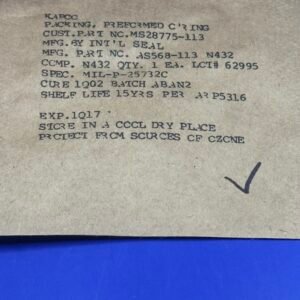 KAPCO
PACKING, PREFORMED O'RING
CUST.PART NO.MS28775-113
MFG.BY INT'L SEAL
MFG. PART NO. AS568-113 N432
COMP. N432 QTY. 1 EA. LOT# 62995
SPEC. MIL-P-25732C
CURE 1Q02 BATCH ABAN2
SHELF LIFE 15YRS PER ARP5316
EXP.1Q17
STORE IN A COOL DRY PLACE
PROTECT FROM SOURCES OF OZONE